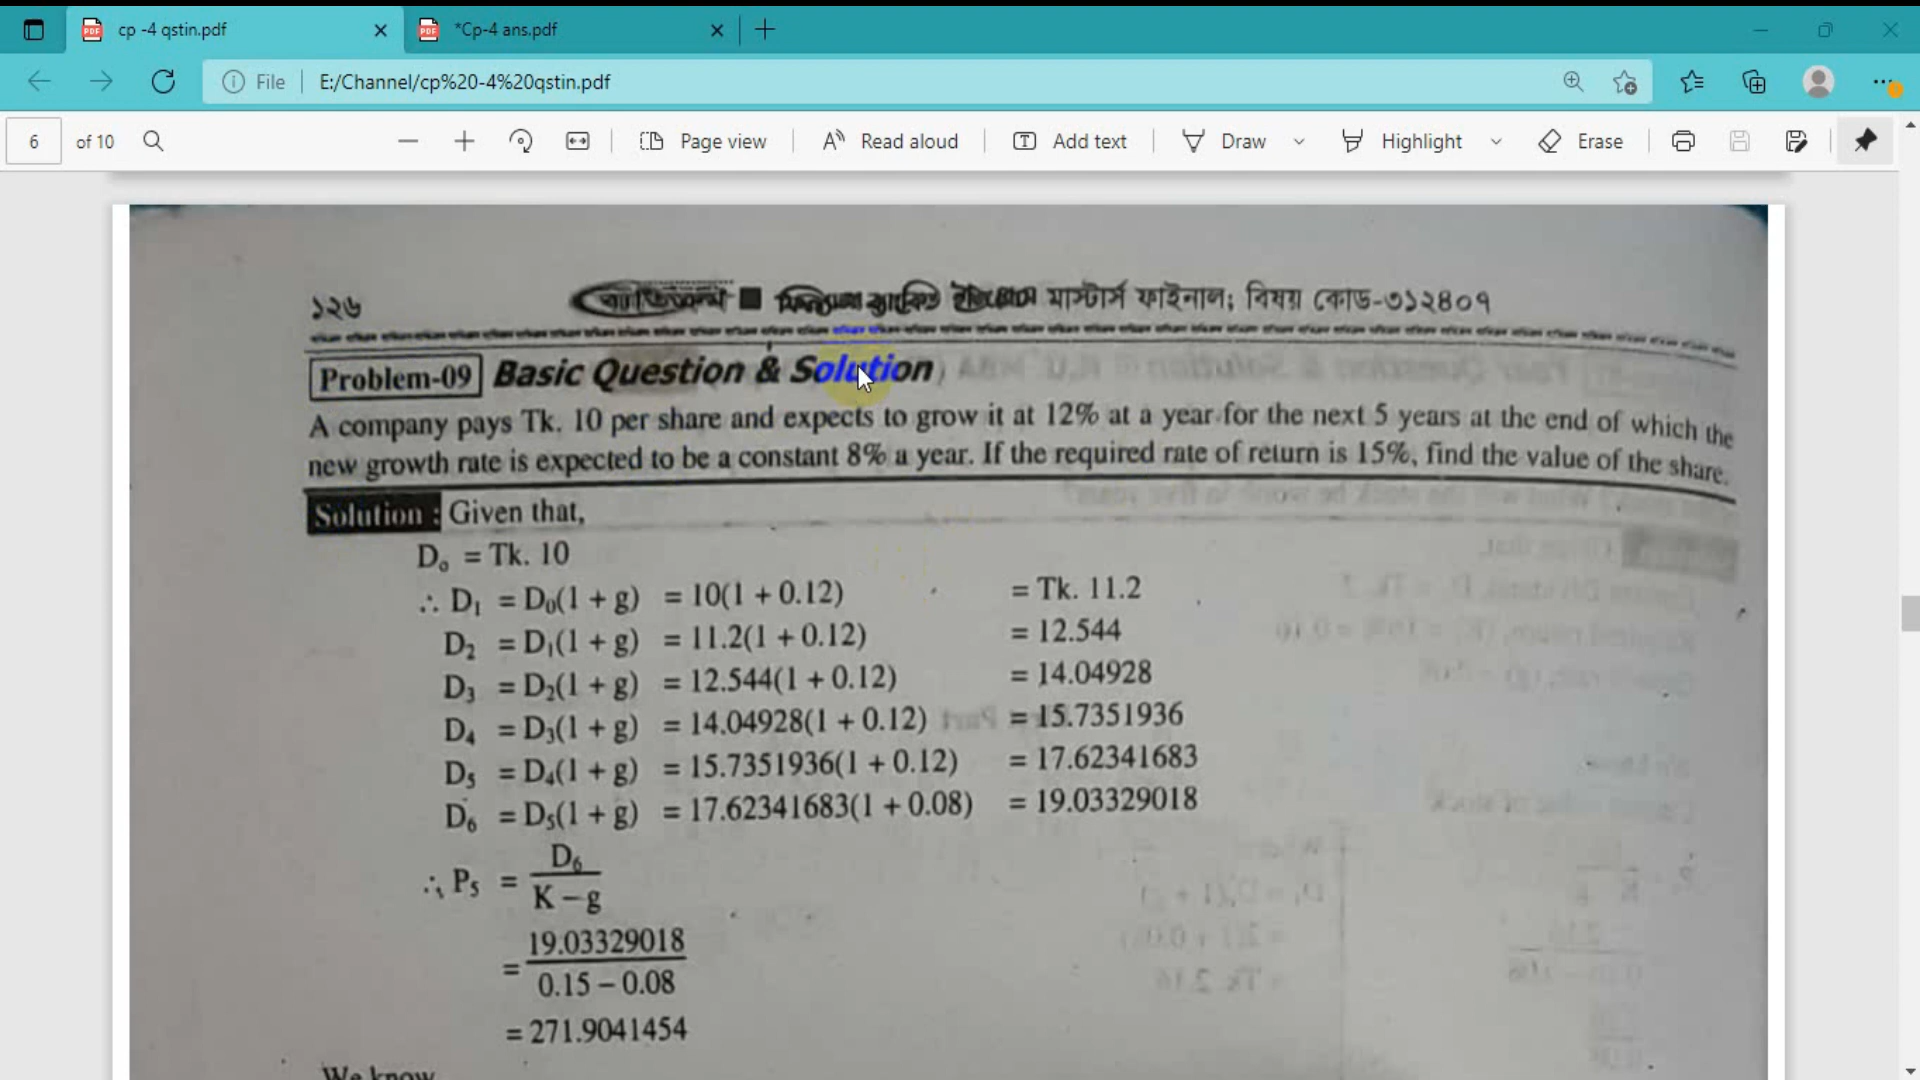 cp -4 qstin.pdf
*Cp-4 ans.pdf
File
E:/Channel/cp%20-4%20qstin.pdf
6 of 10
Page view
Read aloud
Add text
Draw
Highlight
Erase
১২৬ ■ মাস্টার্স ফাইনাল; বিষয় কোড-৩১২৪০৭
Problem-09 Basic Question & Solution
A company pays Tk. 10 per share and expects to grow it at 12% at a year for the next 5 years at the end of which the
new growth rate is expected to be a constant 8% a year. If the required rate of return is 15%, find the value of the share.
Solution : Given that,
D₀ = Tk. 10
∴ D₁ = D₀(1 + g) = 10(1 + 0.12) = Tk. 11.2
D₂ = D₁(1 + g) = 11.2(1 + 0.12) = 12.544
D₃ = D₂(1 + g) = 12.544(1 + 0.12) = 14.04928
D₄ = D₃(1 + g) = 14.04928(1 + 0.12) = 15.7351936
D₅ = D₄(1 + g) = 15.7351936(1 + 0.12) = 17.62341683
D₆ = D₅(1 + g) = 17.62341683(1 + 0.08) = 19.03329018
∴ P₅ = D₆
K – g
= 19.03329018
0.15 – 0.08
= 271.9041454
We know